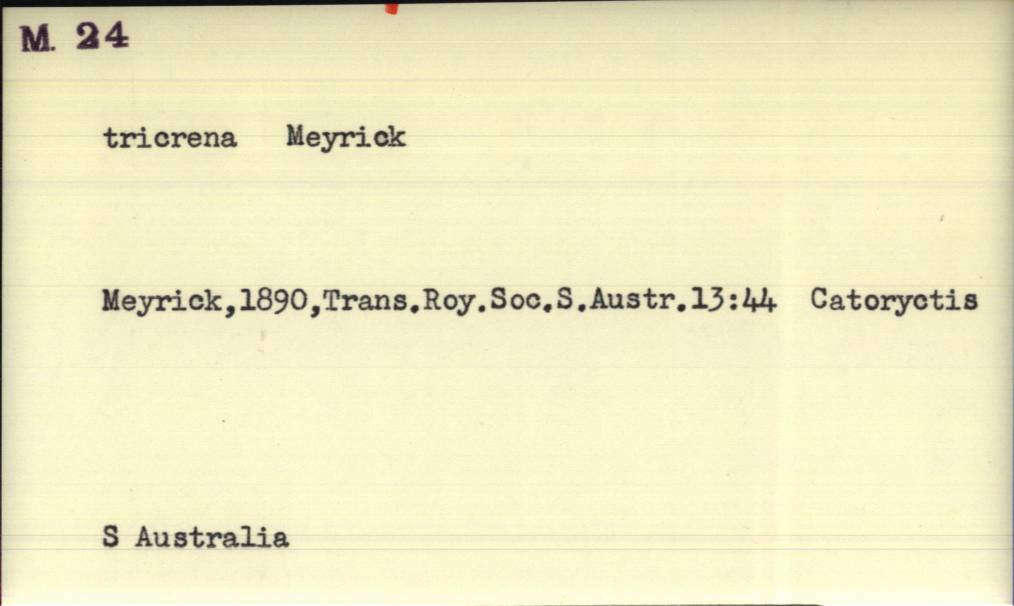 M. 24
tricrena Meyrick
Meyrick,1890,Trans.Roy.Soc.S.Austr.13:44 Catoryctis
S Australia